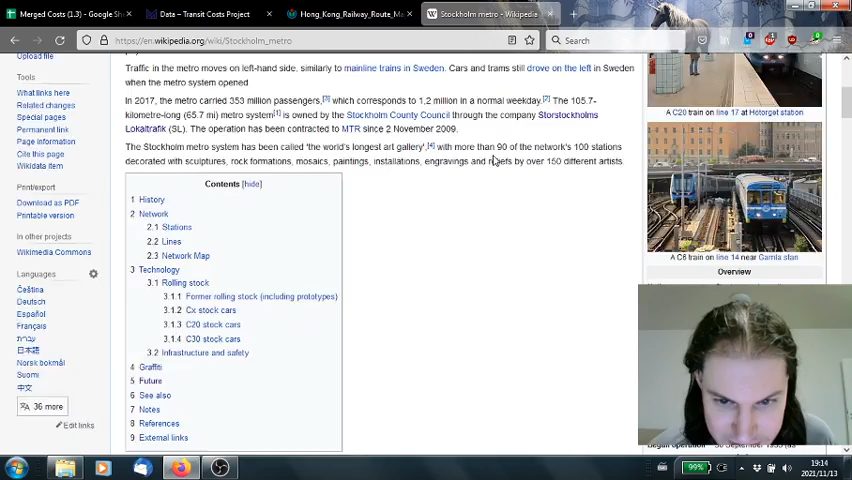 Merged Costs (1.3) - Google Sh
Data – Transit Costs Project
Hong_Kong_Railway_Route_Ma
Stockholm metro - Wikipedia
https://en.wikipedia.org/wiki/Stockholm_metro
Search
Upload file
Tools
What links here
Related changes
Special pages
Permanent link
Page information
Cite this page
Wikidata item
Print/export
Download as PDF
Printable version
In other projects
Wikimedia Commons
Languages
Čeština
Deutsch
Español
Français
עברית
日本語
Norsk bokmål
Suomi
中文
36 more
Edit links
Traffic in the metro moves on left-hand side, similarly to mainline trains in Sweden. Cars and trams still drove on the left in Sweden
when the metro system opened
In 2017, the metro carried 353 million passengers,[3] which corresponds to 1,2 million in a normal weekday.[2] The 105.7-
kilometre-long (65.7 mi) metro system[1] is owned by the Stockholm County Council through the company Storstockholms
Lokaltrafik (SL). The operation has been contracted to MTR since 2 November 2009.
The Stockholm metro system has been called 'the world's longest art gallery',[4] with more than 90 of the network's 100 stations
decorated with sculptures, rock formations, mosaics, paintings, installations, engravings and reliefs by over 150 different artists.
Contents [hide]
1 History
2 Network
2.1 Stations
2.2 Lines
2.3 Network Map
3 Technology
3.1 Rolling stock
3.1.1 Former rolling stock (including prototypes)
3.1.2 Cx stock cars
3.1.3 C20 stock cars
3.1.4 C30 stock cars
3.2 Infrastructure and safety
4 Graffiti
5 Future
6 See also
7 Notes
8 References
9 External links
A C20 train on line 17 at Hötorget station
A C6 train on line 14 near Gamla stan
Overview
99%
19:14
2021/11/13